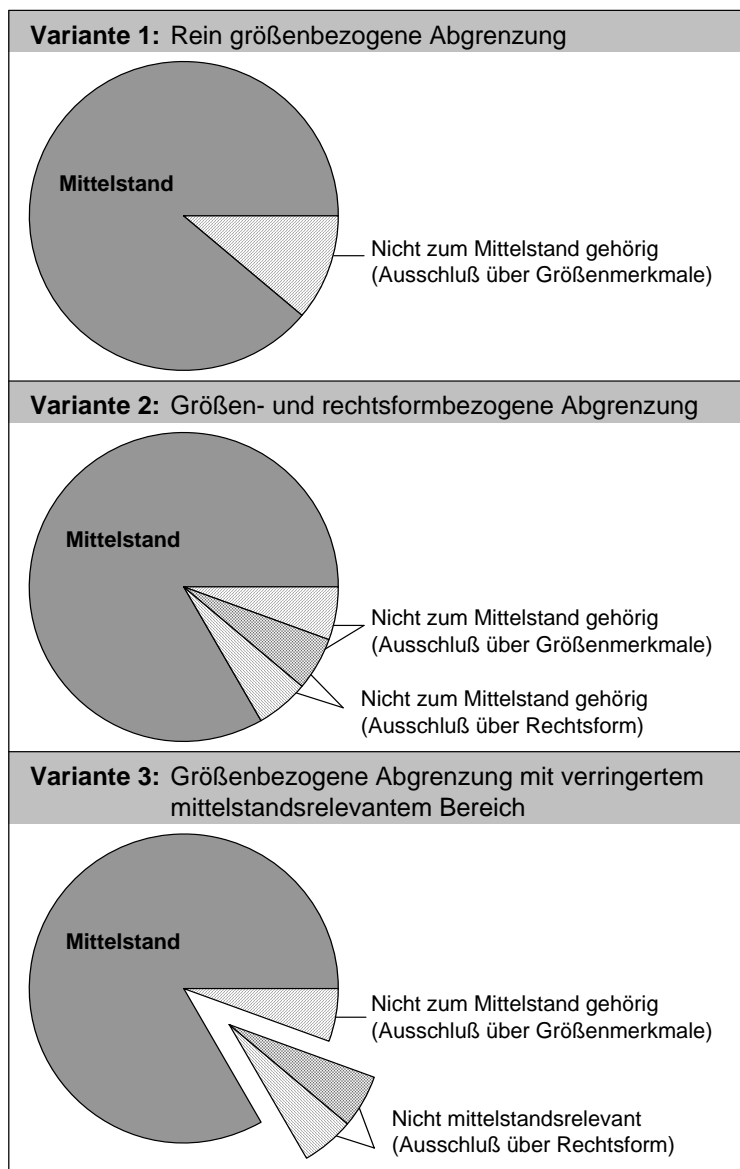 Variante 1: Rein größenbezogene Abgrenzung
Mittelstand
Nicht zum Mittelstand gehörig
(Ausschluß über Größenmerkmale)
Variante 2: Größen- und rechtsformbezogene Abgrenzung
Mittelstand
Nicht zum Mittelstand gehörig
(Ausschluß über Größenmerkmale)
Nicht zum Mittelstand gehörig
(Ausschluß über Rechtsform)
Variante 3: Größenbezogene Abgrenzung mit verringertem
mittelstandsrelevantem Bereich
Mittelstand
Nicht zum Mittelstand gehörig
(Ausschluß über Größenmerkmale)
Nicht mittelstandsrelevant
(Ausschluß über Rechtsform)